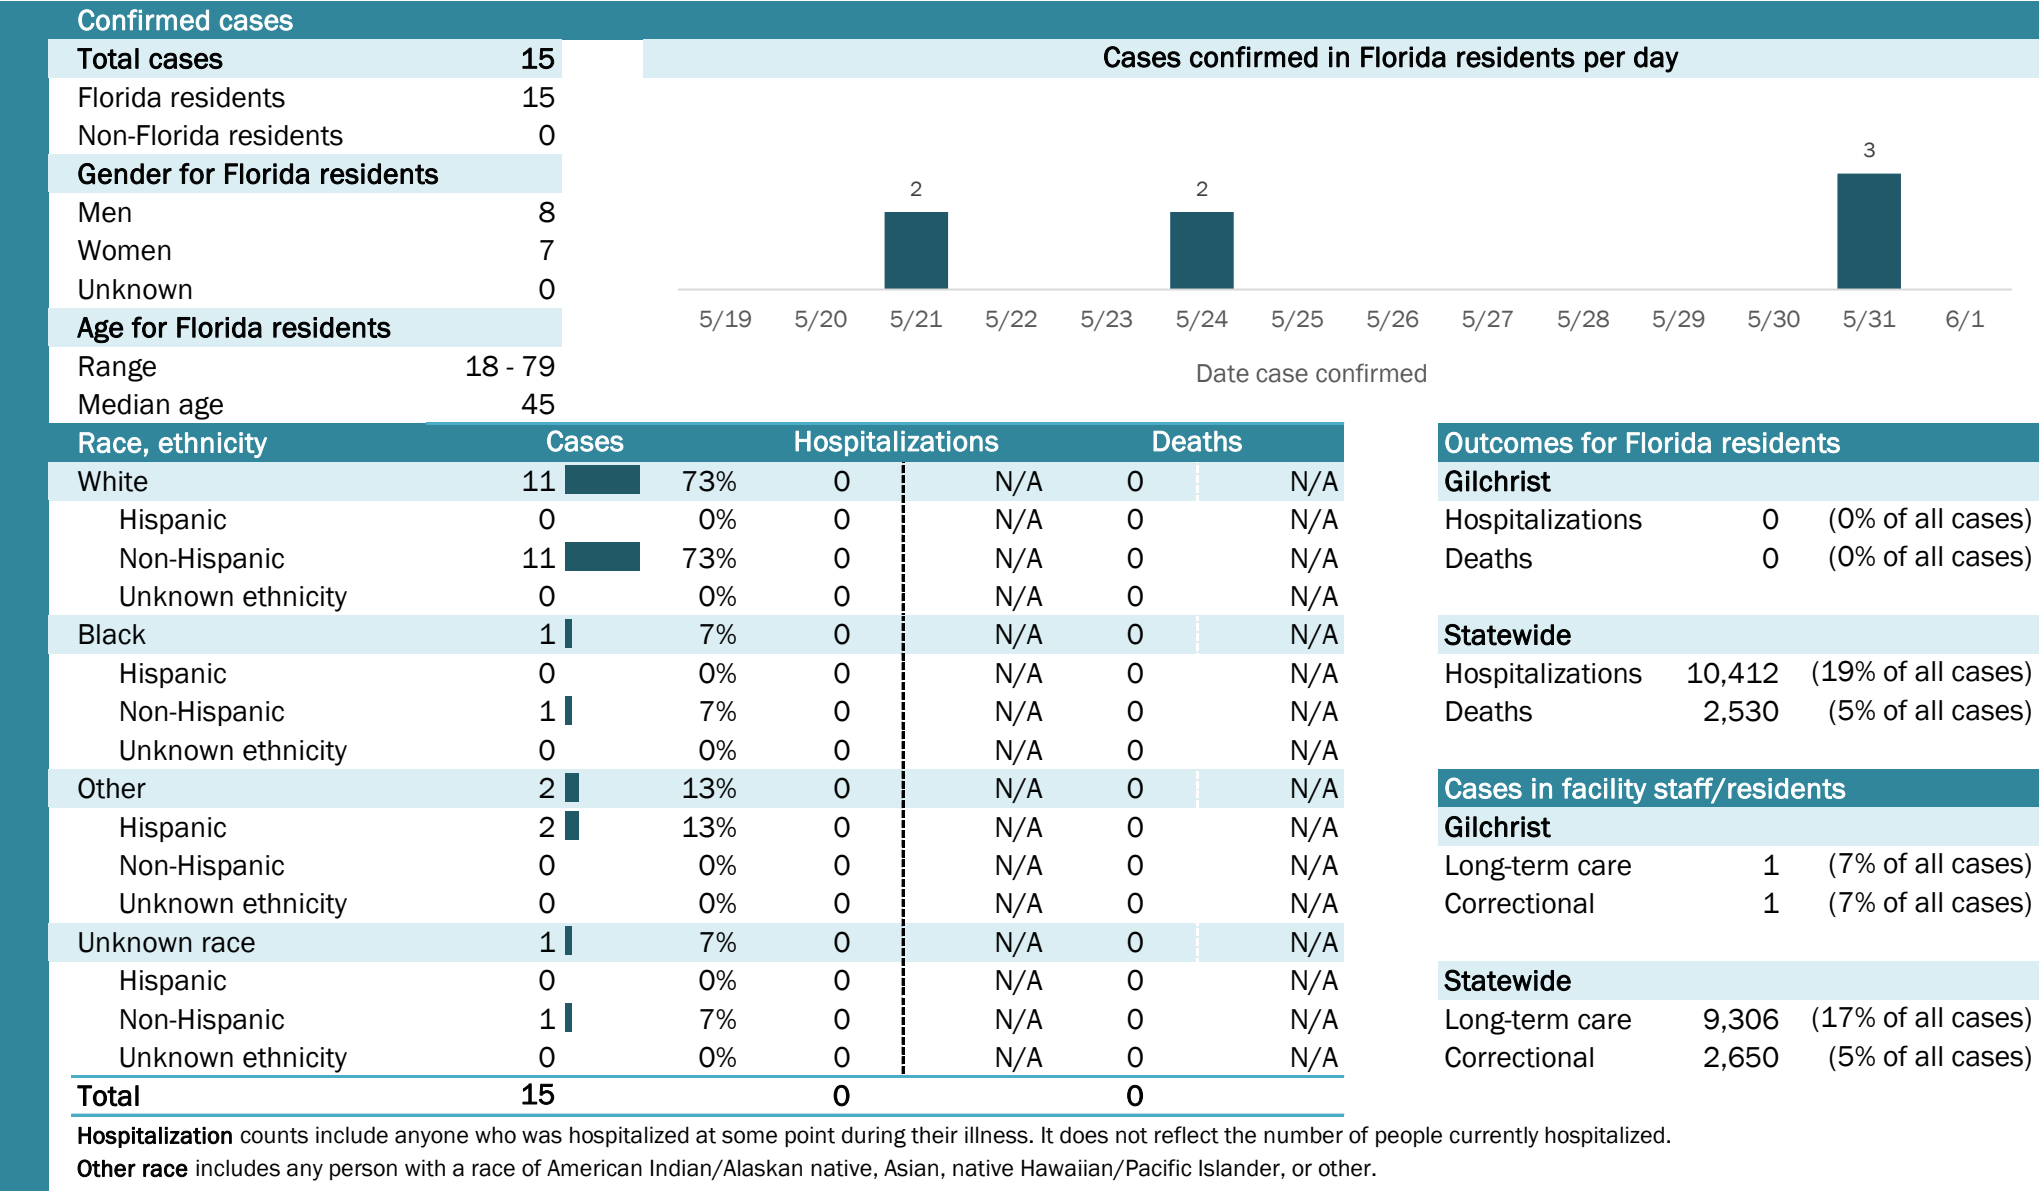 Confirmed cases
Total cases 15
Florida residents 15
Non-Florida residents 0
Gender for Florida residents
Men 8
Women 7
Unknown 0
Age for Florida residents
Range 18 - 79
Median age 45
Cases confirmed in Florida residents per day
3
2 2
5/19 5/20 5/21 5/22 5/23 5/24 5/25 5/26 5/27 5/28 5/29 5/30 5/31 6/1
Date case confirmed
Race, ethnicity Cases Hospitalizations Deaths
White 11 73% 0 N/A 0 N/A
Hispanic 0 0% 0 N/A 0 N/A
Non-Hispanic 11 73% 0 N/A 0 N/A
Unknown ethnicity 0 0% 0 N/A 0 N/A
Black 1 7% 0 N/A 0 N/A
Hispanic 0 0% 0 N/A 0 N/A
Non-Hispanic 1 7% 0 N/A 0 N/A
Unknown ethnicity 0 0% 0 N/A 0 N/A
Other 2 13% 0 N/A 0 N/A
Hispanic 2 13% 0 N/A 0 N/A
Non-Hispanic 0 0% 0 N/A 0 N/A
Unknown ethnicity 0 0% 0 N/A 0 N/A
Unknown race 1 7% 0 N/A 0 N/A
Hispanic 0 0% 0 N/A 0 N/A
Non-Hispanic 1 7% 0 N/A 0 N/A
Unknown ethnicity 0 0% 0 N/A 0 N/A
Total 15 0 0
Outcomes for Florida residents
Gilchrist
Hospitalizations 0 (0% of all cases)
Deaths 0 (0% of all cases)
Statewide
Hospitalizations 10,412 (19% of all cases)
Deaths 2,530 (5% of all cases)
Cases in facility staff/residents
Gilchrist
Long-term care 1 (7% of all cases)
Correctional 1 (7% of all cases)
Statewide
Long-term care 9,306 (17% of all cases)
Correctional 2,650 (5% of all cases)
Hospitalization counts include anyone who was hospitalized at some point during their illness. It does not reflect the number of people currently hospitalized.
Other race includes any person with a race of American Indian/Alaskan native, Asian, native Hawaiian/Pacific Islander, or other.